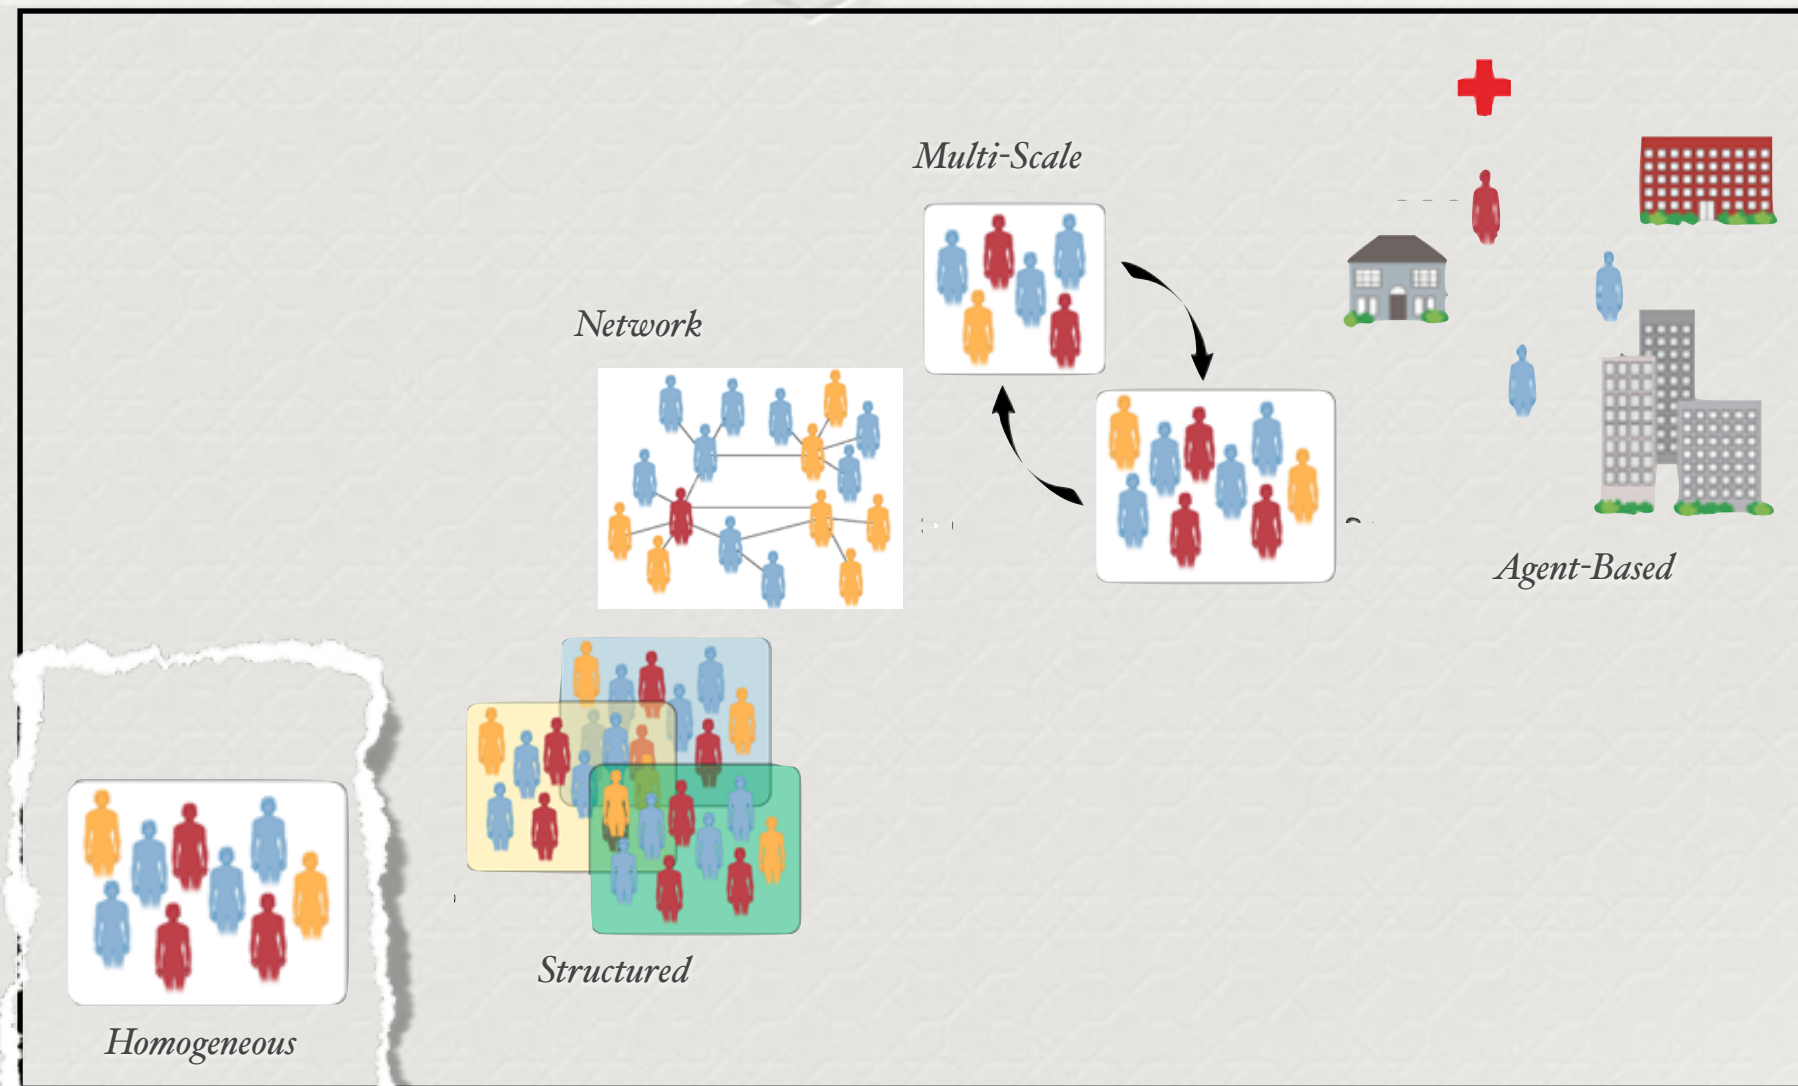 Multi-Scale
Network
Agent-Based
Structured
Homogeneous